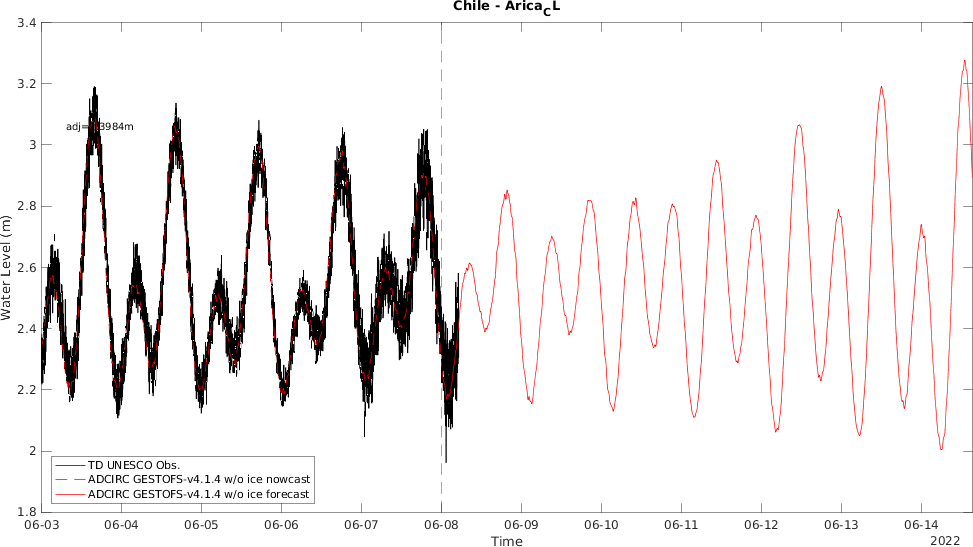 Chile - Arica_CL
3.4
3.2
3
2.8
2.6
2.4
2.2
2
1.8
Water Level (m)
3984m
TD UNESCO Obs.
ADCIRC GESTOFS-v4.1.4 w/o ice nowcast
ADCIRC GESTOFS-v4.1.4 w/o ice forecast
06-03 06-04 06-05 06-06 06-07 06-08 06-09 06-10 06-11 06-12 06-13 06-14
Time
2022